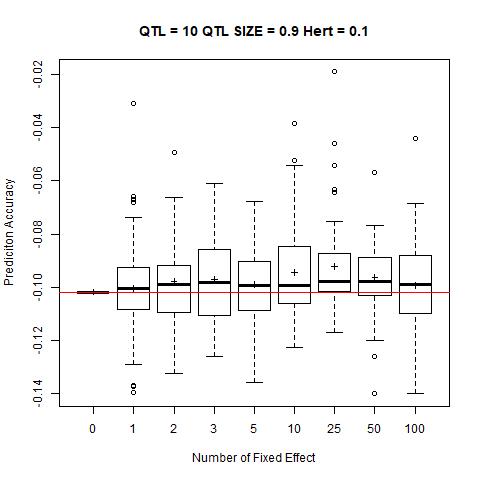 QTL = 10 QTL SIZE = 0.9 Hert = 0.1
Prediciton Accuracy
-0.02
-0.04
-0.06
-0.08
-0.10
-0.12
-0.14
0 1 2 3 5 10 25 50 100
Number of Fixed Effect